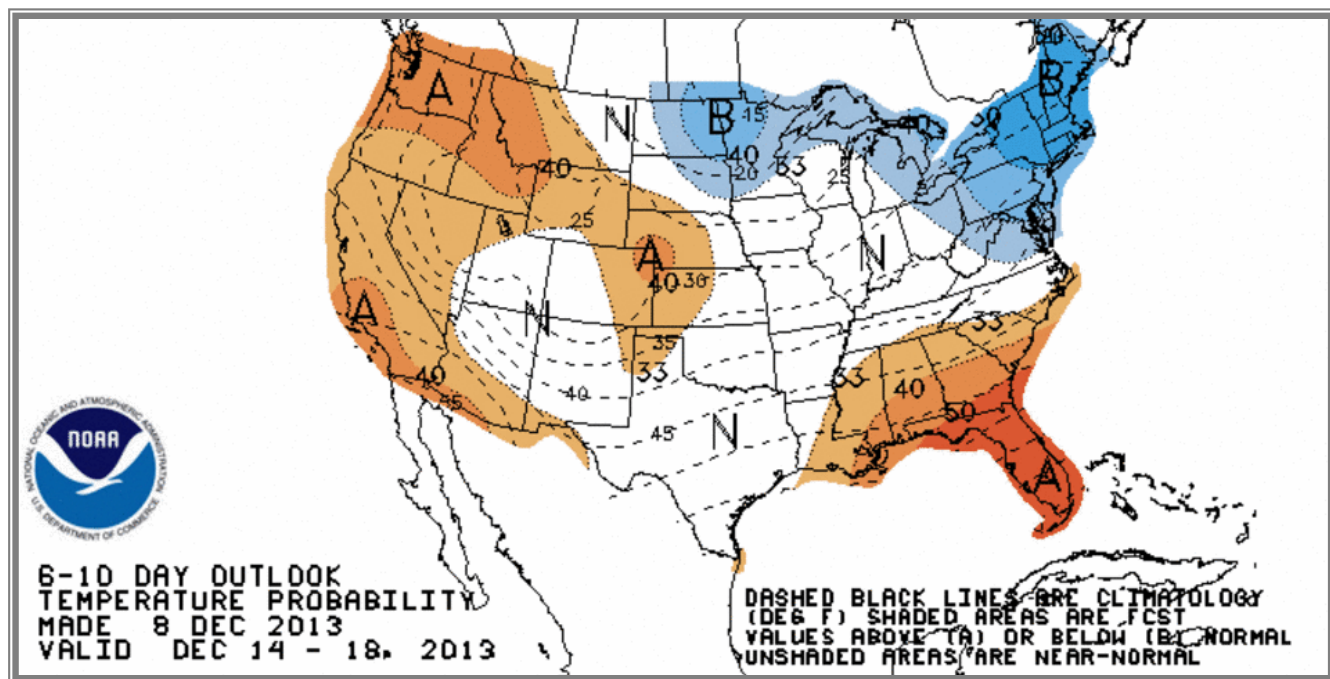 A
B
B
N
-15
50
40
40
33
20
25
25
A
N
40
-30
A
N
33
35
33
40
40
33
40
50
45
N
A
NOAA
NATIONAL OCEANIC AND ATMOSPHERIC ADMINISTRATION
U.S. DEPARTMENT OF COMMERCE
6-10 DAY OUTLOOK
TEMPERATURE PROBABILITY
MADE 8 DEC 2013
VALID DEC 14 - 18, 2013
DASHED BLACK LINES ARE CLIMATOLOGY
(DEG F) SHADED AREAS ARE FCST
VALUES ABOVE (A) OR BELOW (B) NORMAL
UNSHADED AREAS ARE NEAR-NORMAL